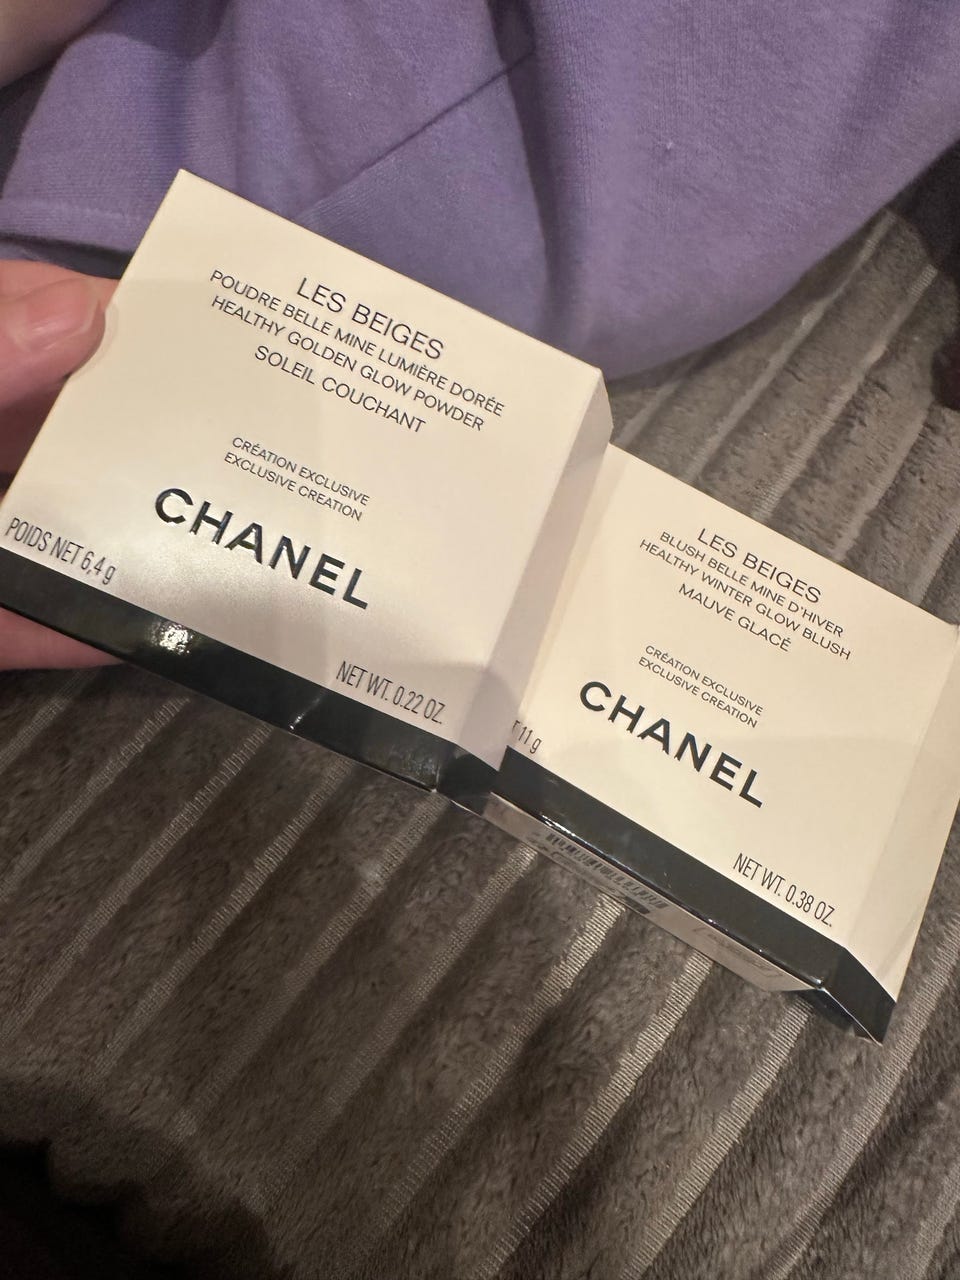 LES BEIGES
POUDRE BELLE MINE LUMIÈRE DORÉE
HEALTHY GOLDEN GLOW POWDER
SOLEIL COUCHANT
CRÉATION EXCLUSIVE
EXCLUSIVE CREATION
CHANEL
POIDS NET 6,4 g
NET WT. 0.22 OZ.
LES BEIGES
BLUSH BELLE MINE D'HIVER
HEALTHY WINTER GLOW BLUSH
MAUVE GLACÉ
CRÉATION EXCLUSIVE
EXCLUSIVE CREATION
CHANEL
11 g
NET WT. 0.38 OZ.